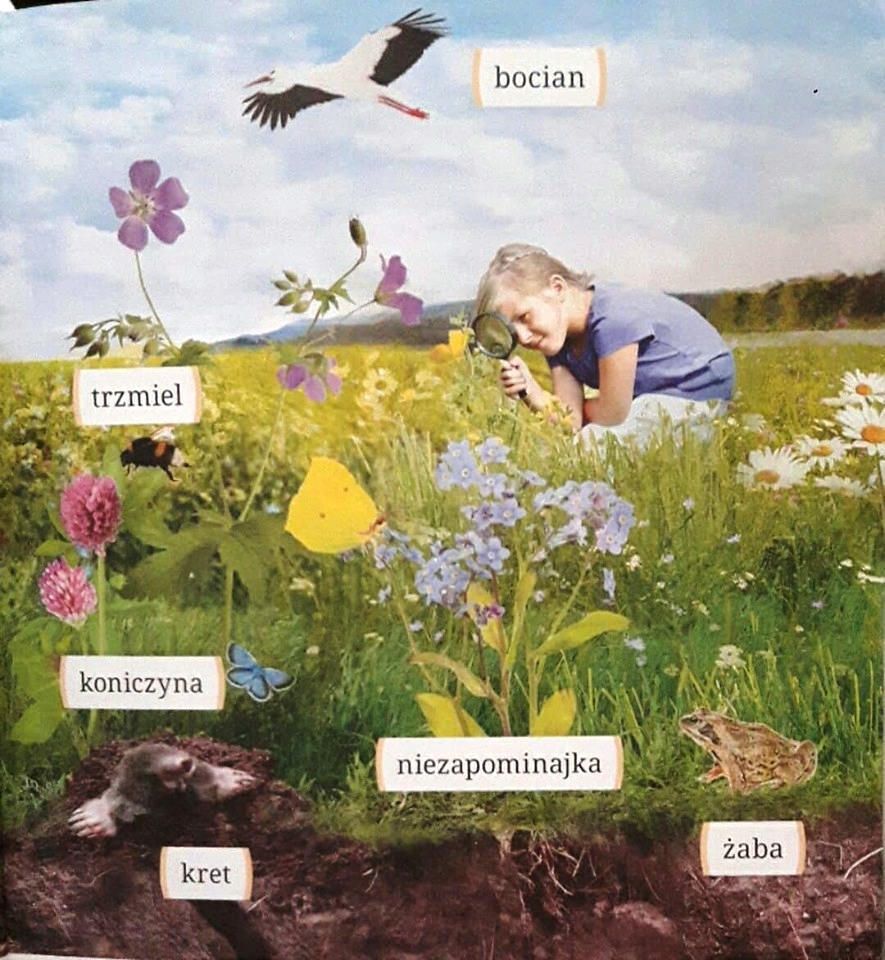 bocian
trzmiel
koniczyna
niezapominajka
żaba
kret